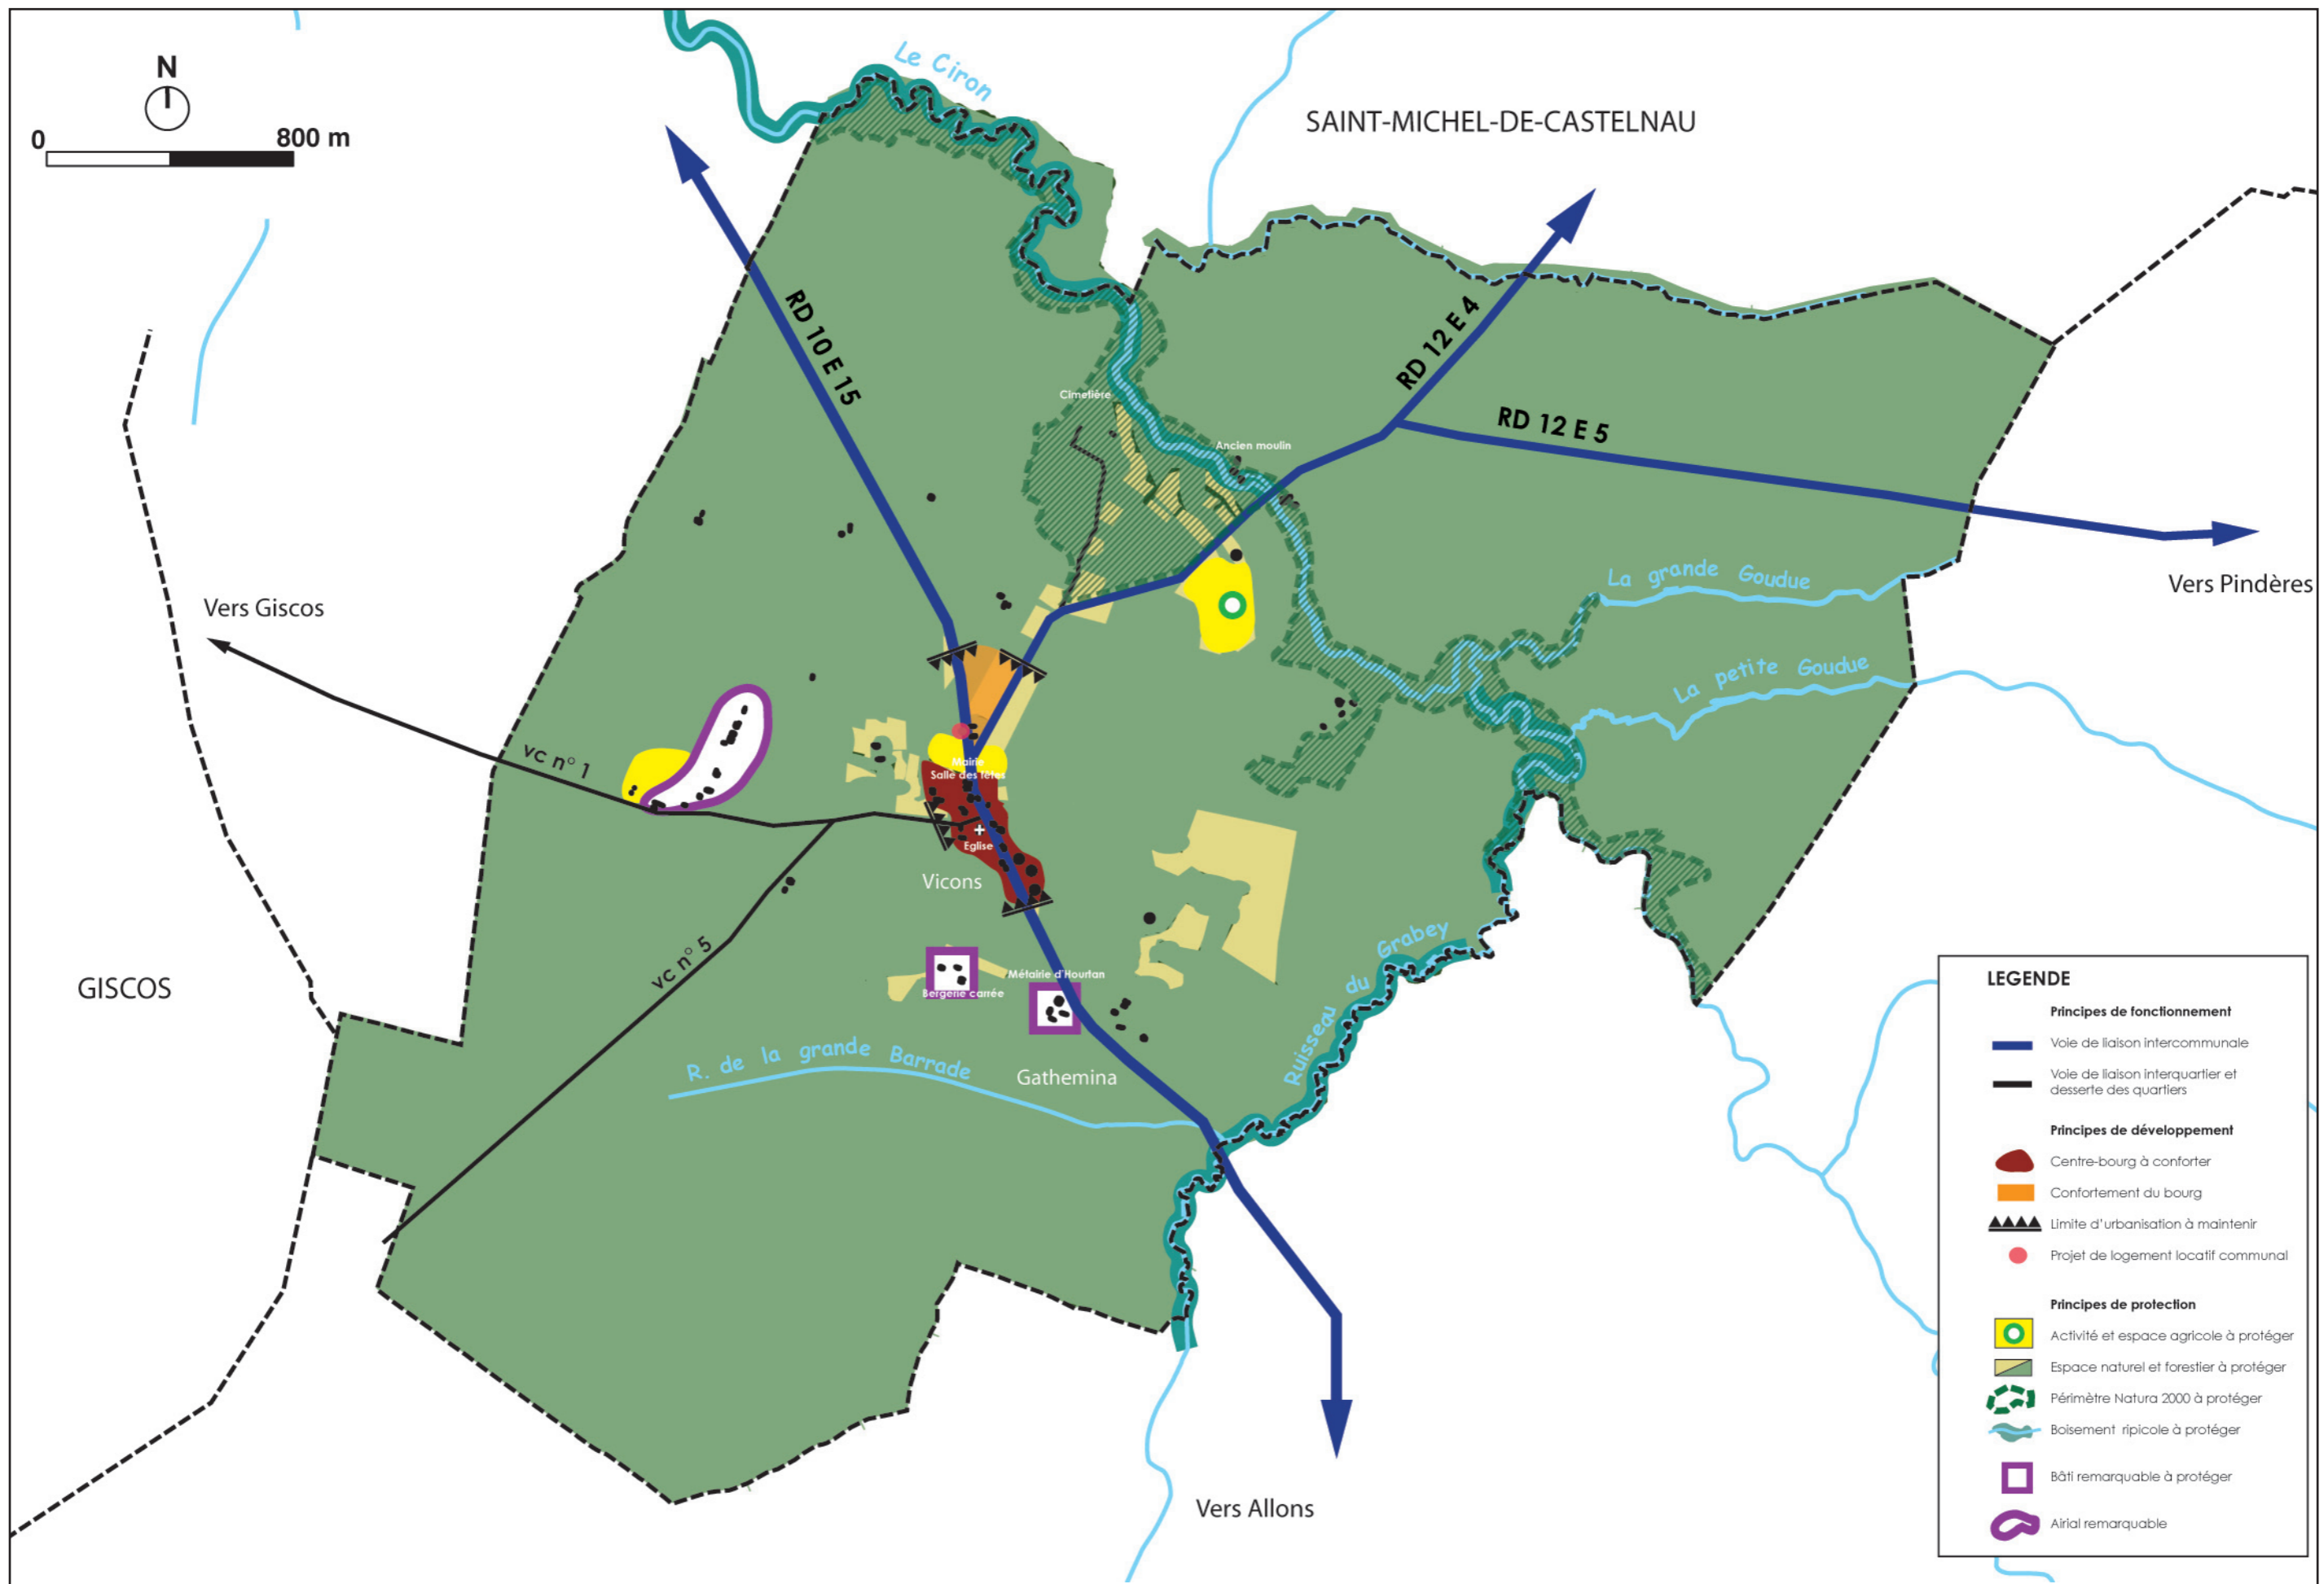 N
0 800 m
Le Ciron
SAINT-MICHEL-DE-CASTELNAU
RD 10 E 15
RD 12 E 4
RD 12 E 5
Cimetière
Ancien moulin
Vers Giscos
Vers Pindères
La grande Goudue
La petite Goudue
vc n° 1
Mairie
Salle des fêtes
Eglise
Vicons
vc n° 5
GISCOS
Métairie d'Hourtan
Bergerie carrée
R. de la grande Barrade
Gathemina
Ruisseau du Grabey
Vers Allons
LEGENDE
Principes de fonctionnement
Voie de liaison intercommunale
Voie de liaison interquartier et
desserte des quartiers
Principes de développement
Centre-bourg à conforter
Confortement du bourg
Limite d'urbanisation à maintenir
Projet de logement locatif communal
Principes de protection
Activité et espace agricole à protéger
Espace naturel et forestier à protéger
Périmètre Natura 2000 à protéger
Boisement ripicole à protéger
Bâti remarquable à protéger
Airial remarquable